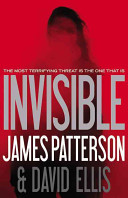 THE MOST TERRIFYING THREAT IS THE ONE THAT IS
INVISIBLE
JAMES PATTERSON
& DAVID ELLIS